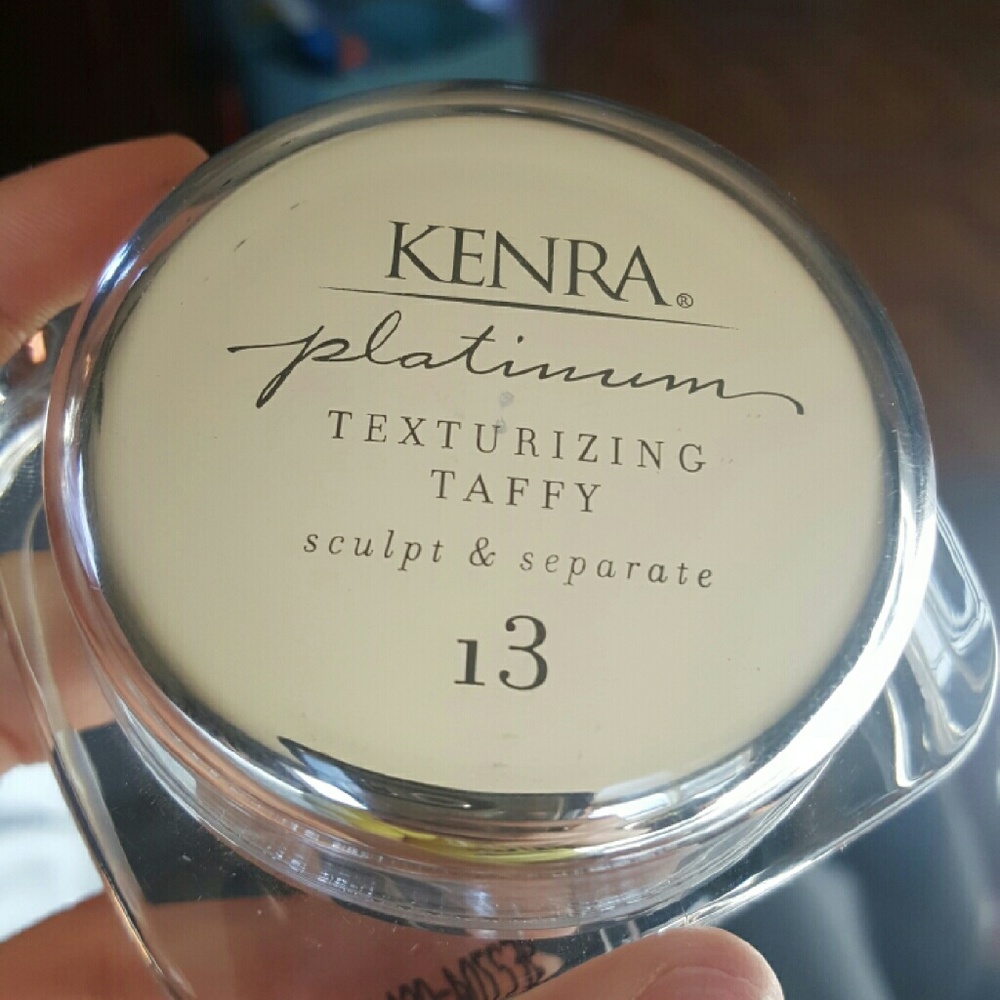 KENRA®
platinum
TEXTURIZING
TAFFY
sculpt & separate
13